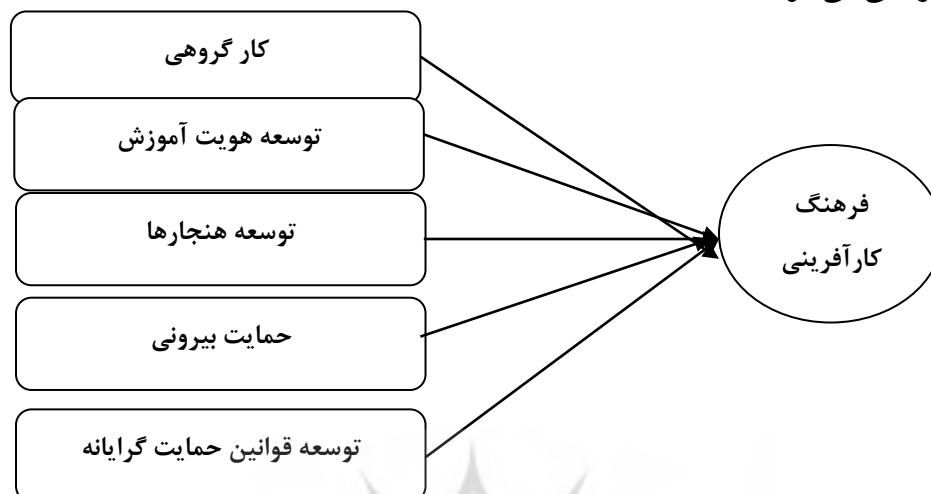 کار گروهی
توسعه هویت آموزش
توسعه هنجارها
حمایت بیرونی
توسعه قوانین حمایت گرایانه
فرهنگ
کارآفرینی